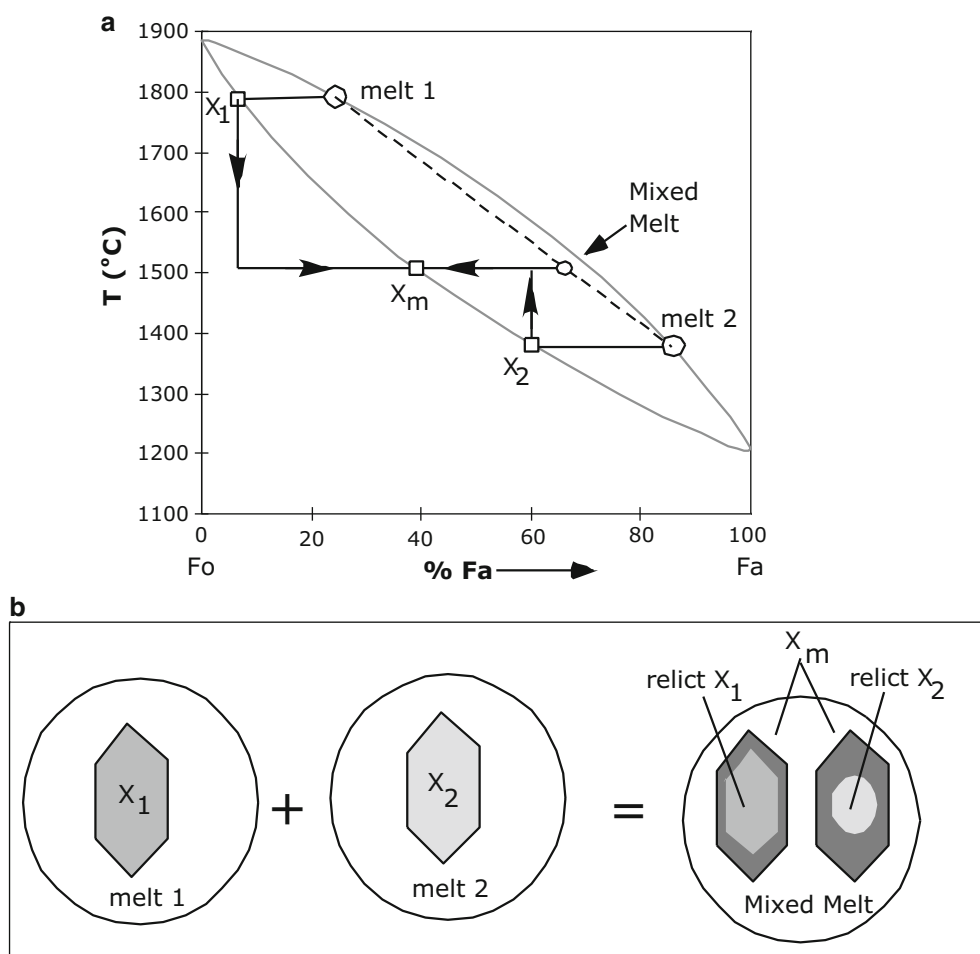 a
1900
1800
1700
1600
1500
1400
1300
1200
1100
T (°C)
melt 1
X1
Mixed
Melt
Xm
melt 2
X2
0 20 40 60 80 100
Fo % Fa Fa
b
X1
melt 1
+
X2
melt 2
=
Xm
relict X1 relict X2
Mixed Melt